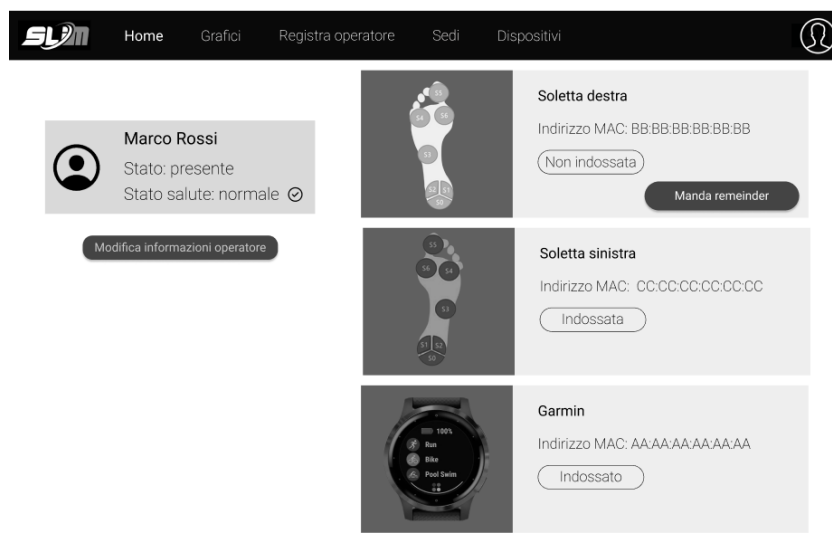 SLIM
Home Grafici Registra operatore Sedi Dispositivi
Marco Rossi
Stato: presente
Stato salute: normale
Modifica informazioni operatore
S5
S4 S6
S3
S2 S1
S0
Soletta destra
Indirizzo MAC: BB:BB:BB:BB:BB:BB
Non indossata
Manda remeinder
S5
S6 S4
S3
S1 S2
S0
Soletta sinistra
Indirizzo MAC: CC:CC:CC:CC:CC:CC
Indossata
100%
Run
Bike
Pool Swim
Garmin
Indirizzo MAC: AA:AA:AA:AA:AA:AA
Indossato